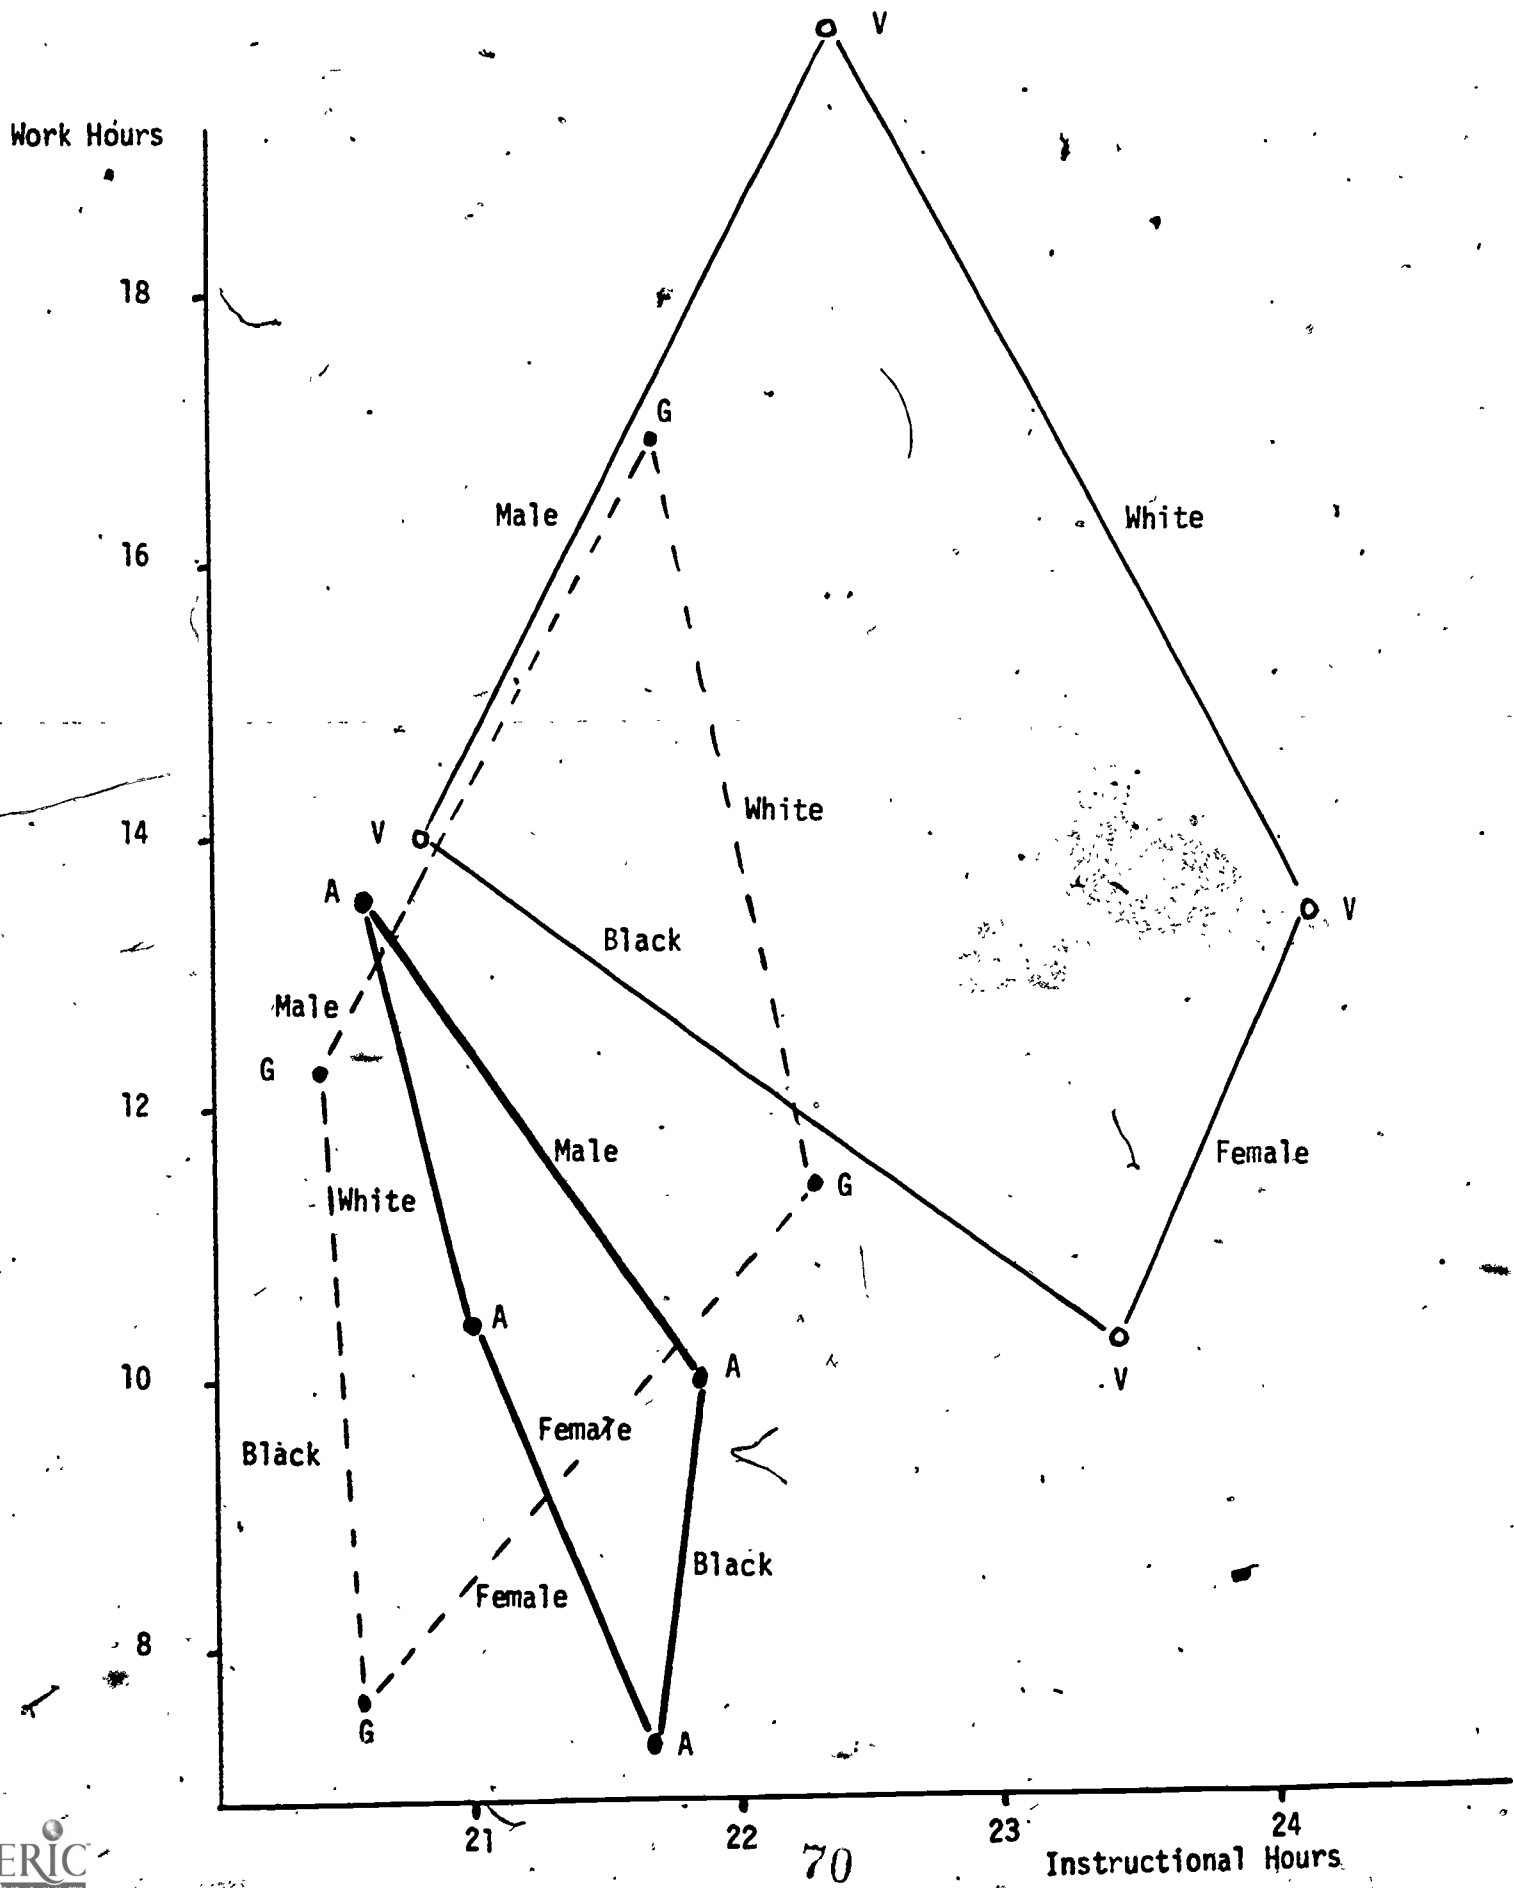 V
Work Hours
18
G
Male
White
16
White
14
V
A
V
Black
Male
G
12
Male
Female
G
White
A
A
10
V
Female
Black
Black
Female
8
G
A
21
22
23
24
70
Instructional Hours
ERIC